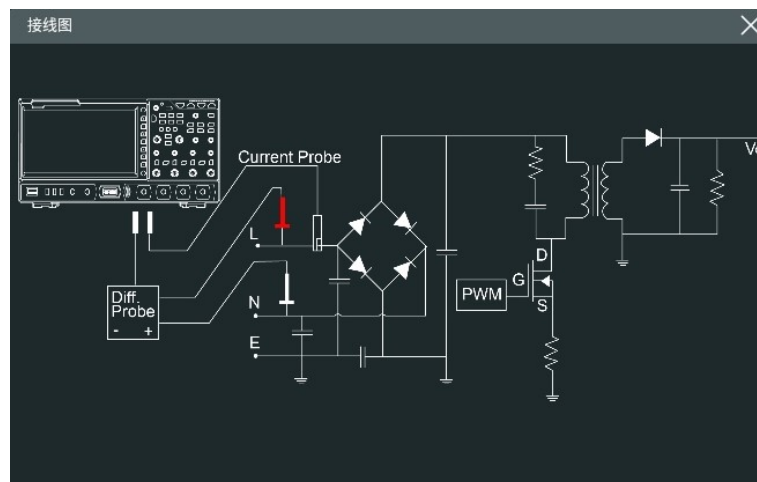 接线图
Current Probe
L
Diff.
Probe
- +
N
E
D
G
PWM
S